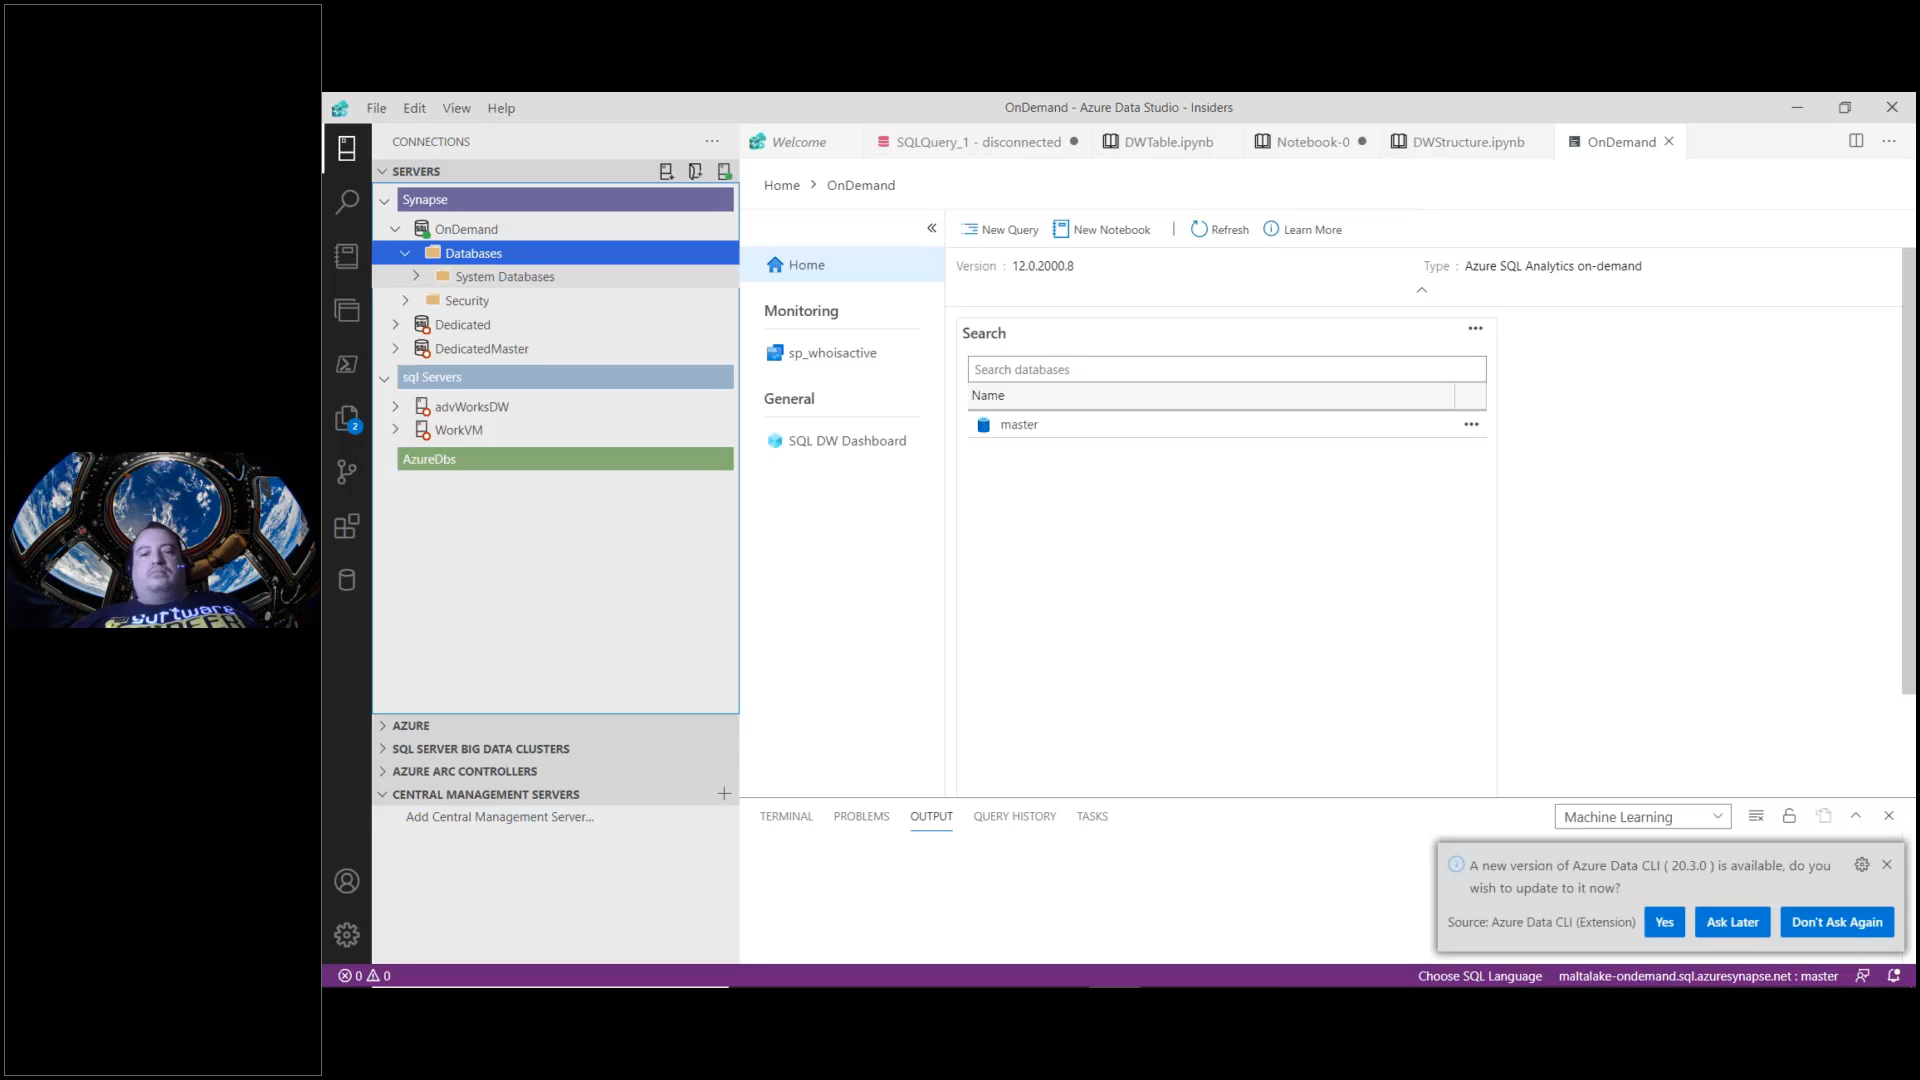 File Edit View Help
OnDemand - Azure Data Studio - Insiders
CONNECTIONS
Welcome
SQLQuery_1 - disconnected
DWTable.ipynb
Notebook-0
DWStructure.ipynb
OnDemand
SERVERS
Synapse
OnDemand
Databases
System Databases
Security
Dedicated
DedicatedMaster
sql Servers
advWorksDW
WorkVM
AzureDbs
AZURE
SQL SERVER BIG DATA CLUSTERS
AZURE ARC CONTROLLERS
CENTRAL MANAGEMENT SERVERS
Add Central Management Server...
2
Home > OnDemand
New Query New Notebook | Refresh Learn More
Home
Version : 12.0.2000.8
Type : Azure SQL Analytics on-demand
Monitoring
sp_whoisactive
General
SQL DW Dashboard
Search
Search databases
Name
master
TERMINAL PROBLEMS OUTPUT QUERY HISTORY TASKS
Machine Learning
A new version of Azure Data CLI ( 20.3.0 ) is available, do you
wish to update to it now?
Source: Azure Data CLI (Extension)
Yes
Ask Later
Don't Ask Again
0 0
Choose SQL Language
maltalake-ondemand.sql.azuresynapse.net : master
Software